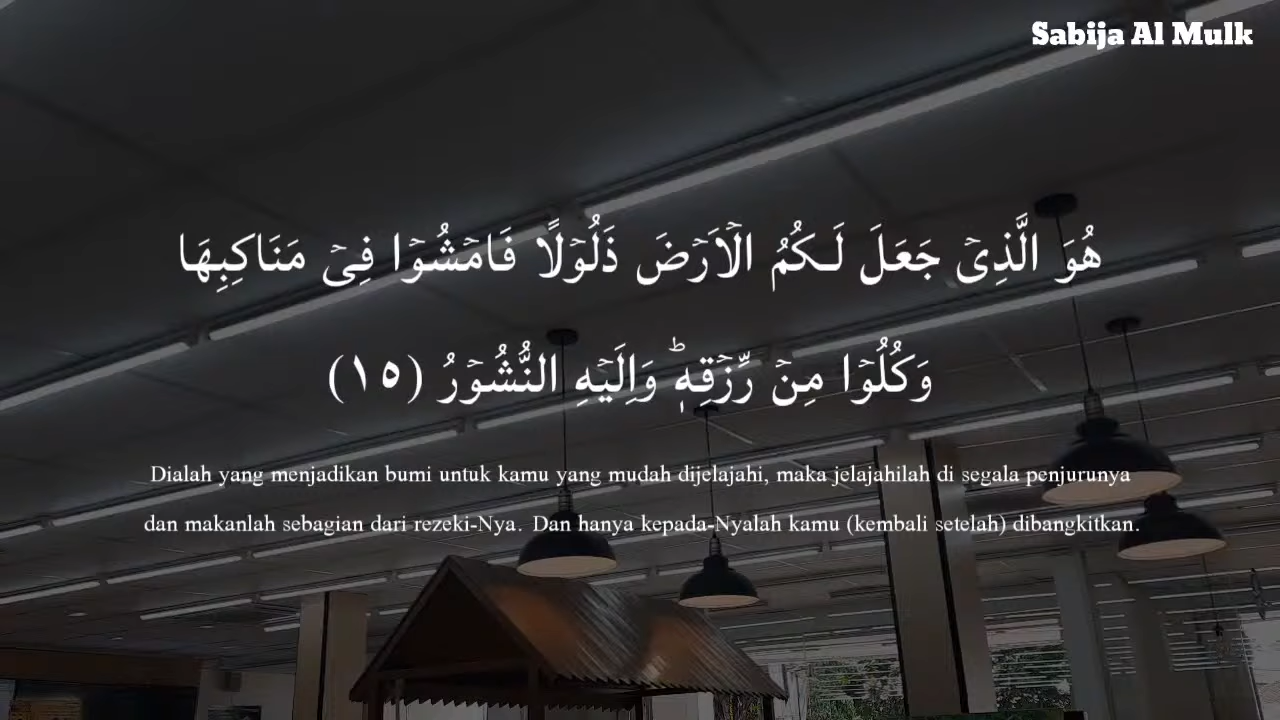 Sabija Al Mulk
هُوَ الَّذِيْ جَعَلَ لَكُمُ الْاَرْضَ ذَلُوْلًا فَامْشُوْا فِيْ مَنَاكِبِهَا
وَكُلُوْا مِنْ رِّزْقِهٖۗ وَاِلَيْهِ النُّشُوْرُ (١٥)
Dialah yang menjadikan bumi untuk kamu yang mudah dijelajahi, maka jelajahilah di segala penjurunya
dan makanlah sebagian dari rezeki-Nya. Dan hanya kepada-Nyalah kamu (kembali setelah) dibangkitkan.